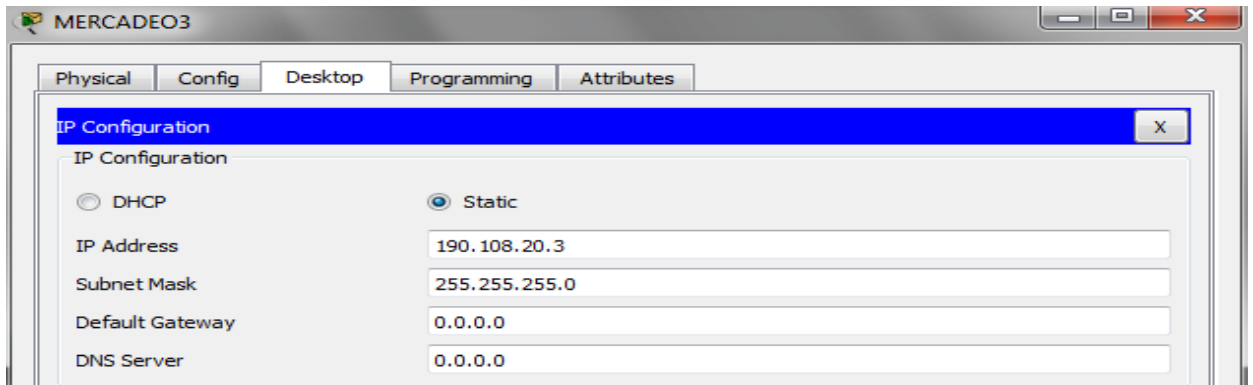 MERCADEO3
Physical Config Desktop Programming Attributes
IP Configuration X
IP Configuration
DHCP Static
IP Address 190.108.20.3
Subnet Mask 255.255.255.0
Default Gateway 0.0.0.0
DNS Server 0.0.0.0